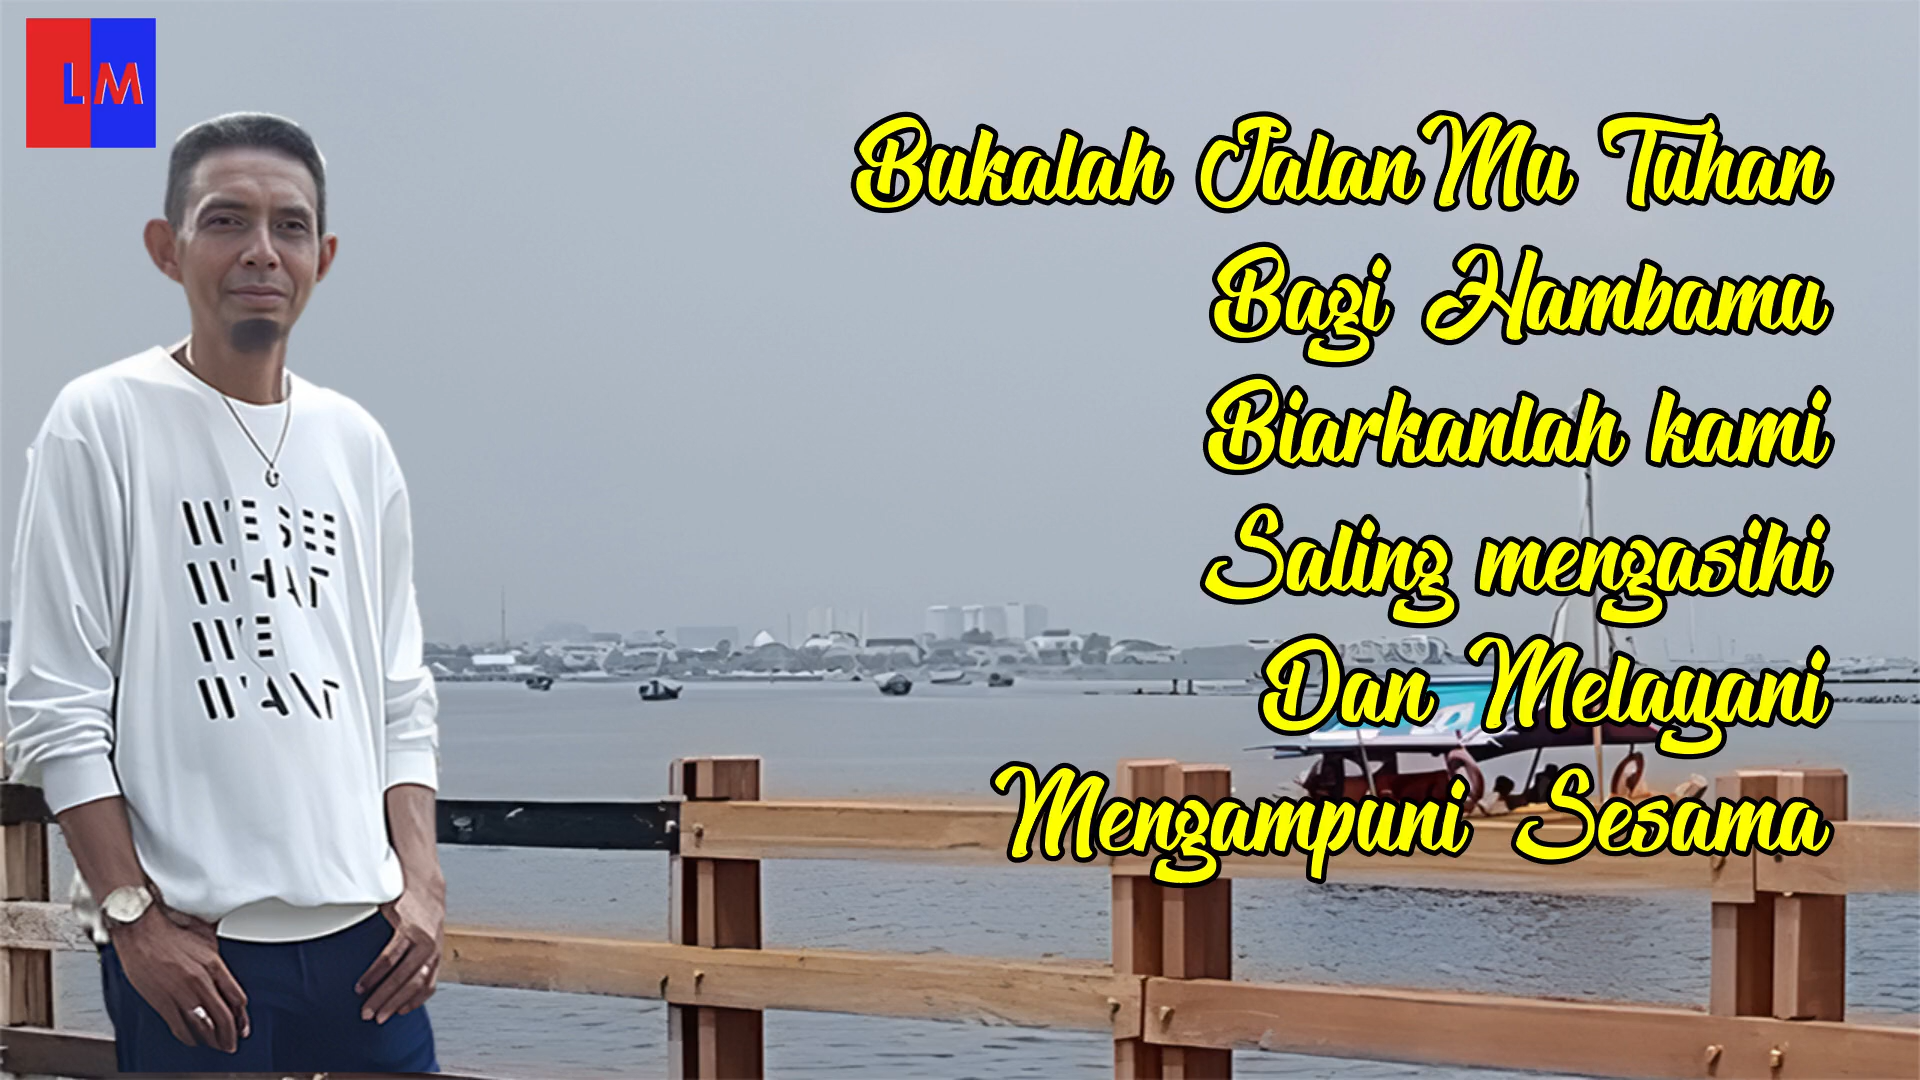 LM
Bukalah JalanMu Tuhan
Bagi Hambamu
Biarkanlah kami
Saling mengasihi
Dan Melayani
Mengampuni Sesama
WE SEE
WHAT
WE
WANT